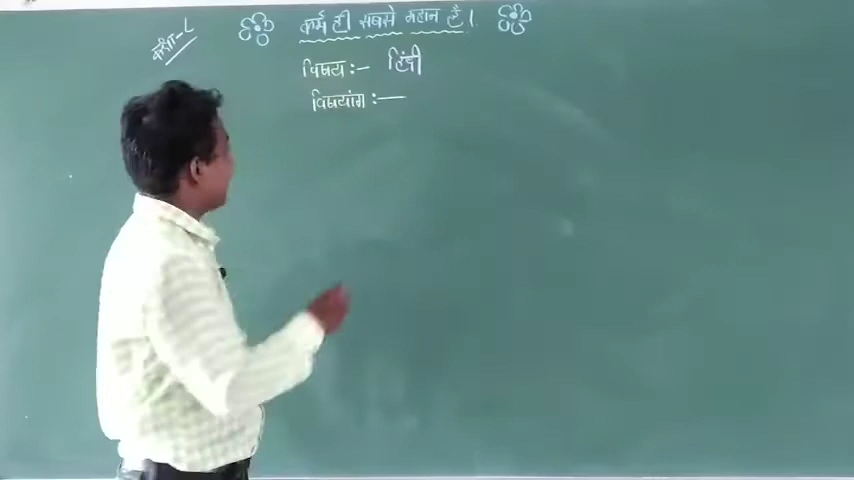 कर्म ही सबसे महान है।
कक्षा-८
विषय :- हिंदी
विषयांग :—